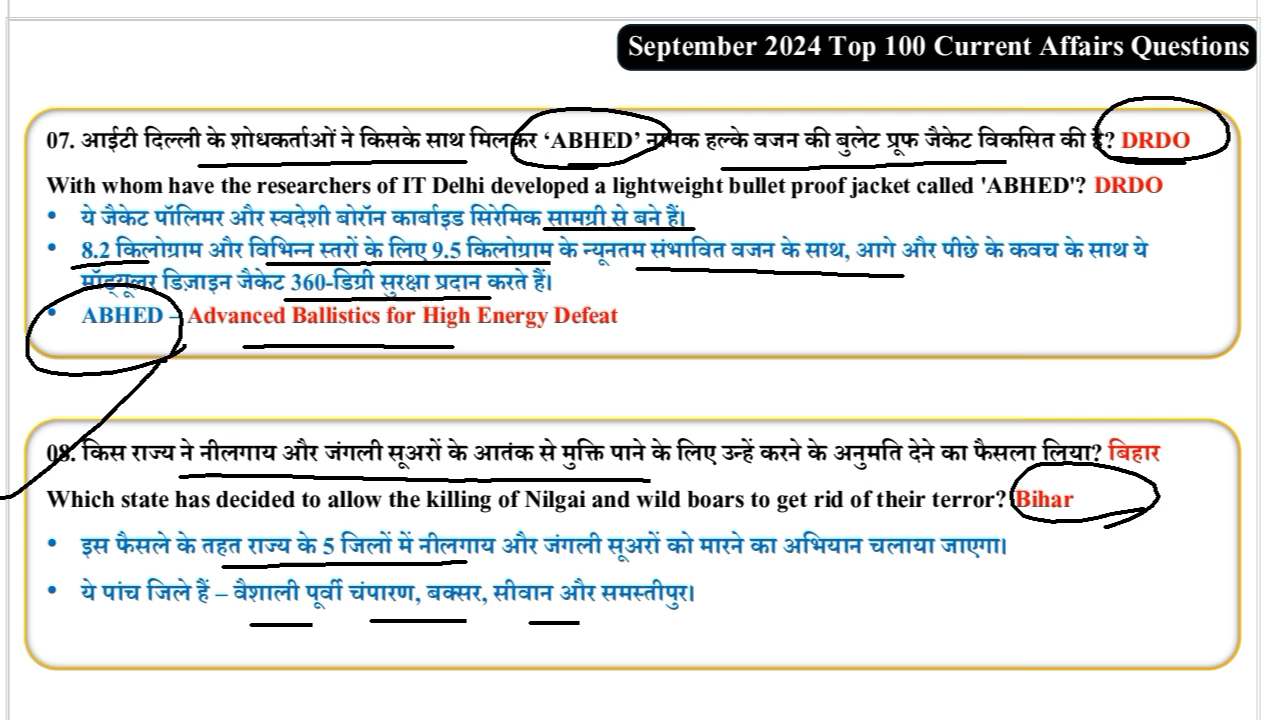 September 2024 Top 100 Current Affairs Questions
07. आईटी दिल्ली के शोधकर्ताओं ने किसके साथ मिलकर ‘ABHED’ नामक हल्के वजन की बुलेट प्रूफ जैकेट विकसित की है? DRDO
With whom have the researchers of IT Delhi developed a lightweight bullet proof jacket called 'ABHED'? DRDO
• ये जैकेट पॉलिमर और स्वदेशी बोरॉन कार्बाइड सिरेमिक सामग्री से बने हैं।
• 8.2 किलोग्राम और विभिन्न स्तरों के लिए 9.5 किलोग्राम के न्यूनतम संभावित वजन के साथ, आगे और पीछे के कवच के साथ ये
मॉड्यूलर डिज़ाइन जैकेट 360-डिग्री सुरक्षा प्रदान करते हैं।
• ABHED – Advanced Ballistics for High Energy Defeat
08. किस राज्य ने नीलगाय और जंगली सूअरों के आतंक से मुक्ति पाने के लिए उन्हें करने के अनुमति देने का फैसला लिया? बिहार
Which state has decided to allow the killing of Nilgai and wild boars to get rid of their terror? Bihar
• इस फैसले के तहत राज्य के 5 जिलों में नीलगाय और जंगली सूअरों को मारने का अभियान चलाया जाएगा।
• ये पांच जिले हैं – वैशाली पूर्वी चंपारण, बक्सर, सीवान और समस्तीपुर।